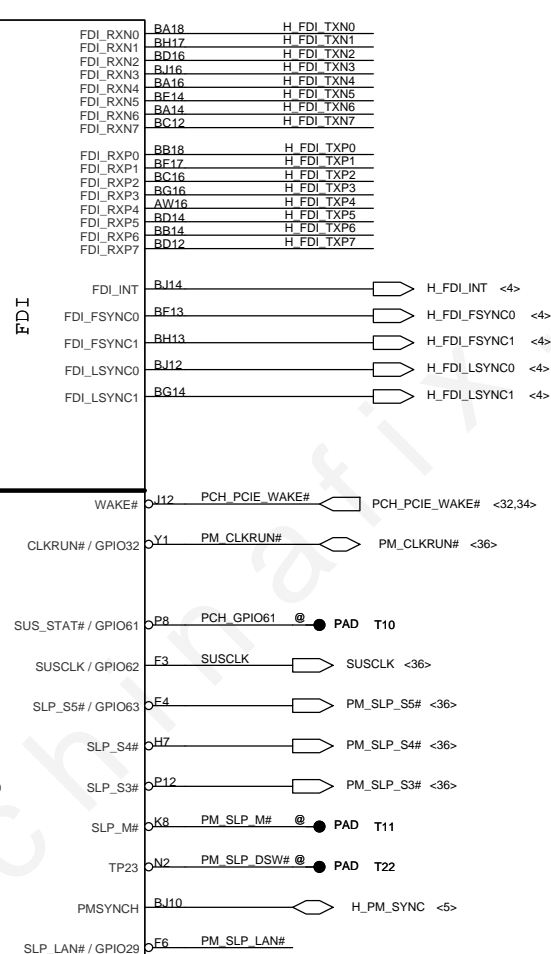 FDI_RXN0 BA18 H_FDI_TXN0
FDI_RXN1 BH17 H_FDI_TXN1
FDI_RXN2 BD16 H_FDI_TXN2
FDI_RXN3 BJ16 H_FDI_TXN3
FDI_RXN4 BA16 H_FDI_TXN4
FDI_RXN5 BE14 H_FDI_TXN5
FDI_RXN6 BA14 H_FDI_TXN6
FDI_RXN7 BC12 H_FDI_TXN7
FDI_RXP0 BB18 H_FDI_TXP0
FDI_RXP1 BF17 H_FDI_TXP1
FDI_RXP2 BC16 H_FDI_TXP2
FDI_RXP3 BG16 H_FDI_TXP3
FDI_RXP4 AW16 H_FDI_TXP4
FDI_RXP5 BD14 H_FDI_TXP5
FDI_RXP6 BB14 H_FDI_TXP6
FDI_RXP7 BD12 H_FDI_TXP7
FDI
FDI_INT BJ14 H_FDI_INT <4>
FDI_FSYNC0 BF13 H_FDI_FSYNC0 <4>
FDI_FSYNC1 BH13 H_FDI_FSYNC1 <4>
FDI_LSYNC0 BJ12 H_FDI_LSYNC0 <4>
FDI_LSYNC1 BG14 H_FDI_LSYNC1 <4>
WAKE# J12 PCH_PCIE_WAKE# PCH_PCIE_WAKE# <32,34>
CLKRUN# / GPIO32 Y1 PM_CLKRUN# PM_CLKRUN# <36>
SUS_STAT# / GPIO61 P8 PCH_GPIO61 @ PAD T10
SUSCLK / GPIO62 F3 SUSCLK SUSCLK <36>
SLP_S5# / GPIO63 E4 PM_SLP_S5# <36>
SLP_S4# H7 PM_SLP_S4# <36>
SLP_S3# P12 PM_SLP_S3# <36>
SLP_M# K8 PM_SLP_M# @ PAD T11
TP23 N2 PM_SLP_DSW# @ PAD T22
PMSYNCH BJ10 H_PM_SYNC <5>
SLP_LAN# / GPIO29 F6 PM_SLP_LAN#
chinafix.